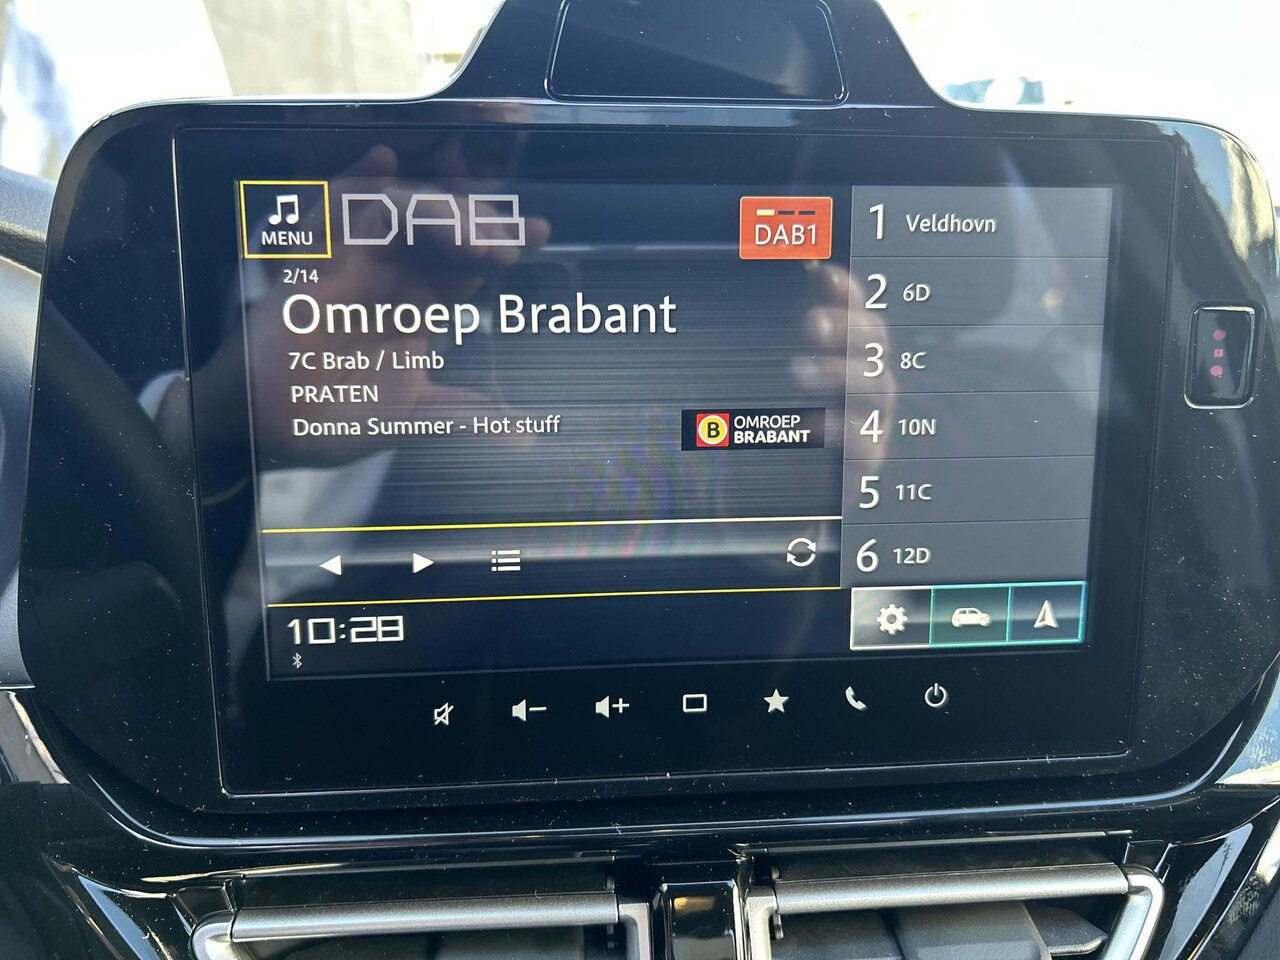 MENU
DAB
DAB1
2/14
Omroep Brabant
7C Brab / Limb
PRATEN
Donna Summer - Hot stuff
B OMROEP
BRABANT
1 Veldhovn
2 6D
3 8C
4 10N
5 11C
6 12D
10:28